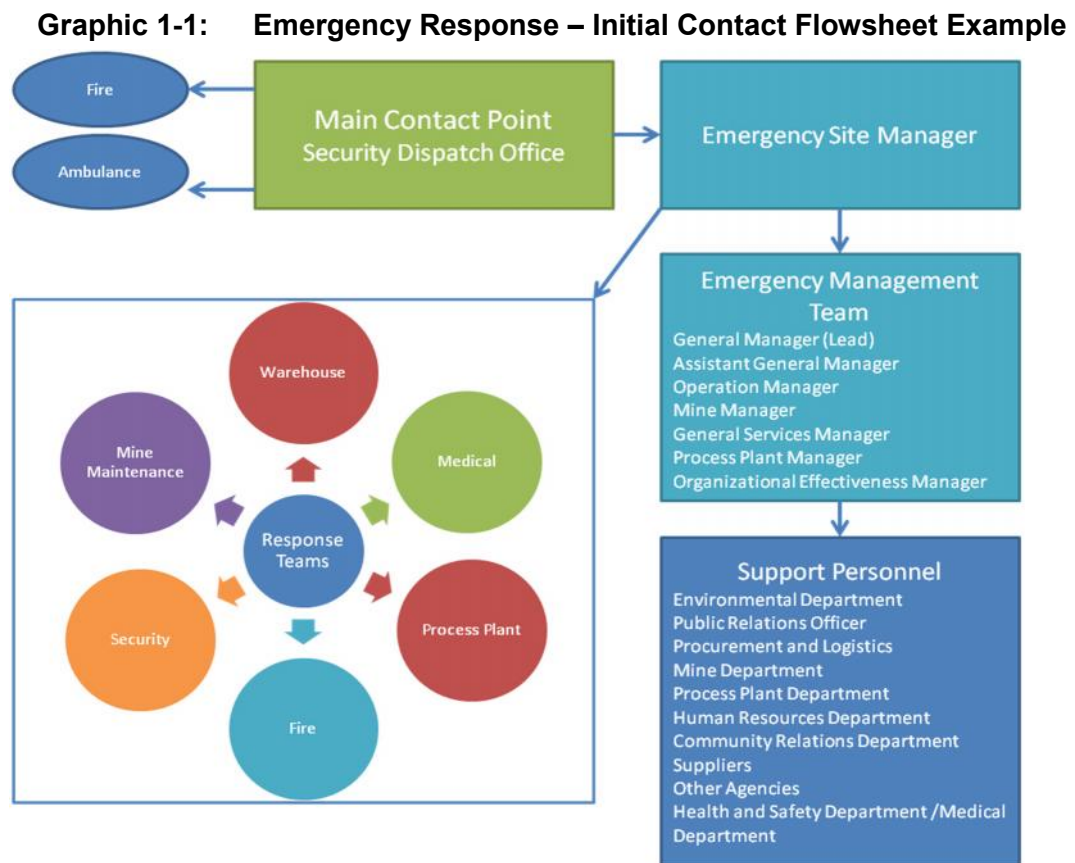 Graphic 1-1: Emergency Response – Initial Contact Flowsheet Example
Fire
Ambulance
Main Contact Point
Security Dispatch Office
Emergency Site Manager
Emergency Management
Team
General Manager (Lead)
Assistant General Manager
Operation Manager
Mine Manager
General Services Manager
Process Plant Manager
Organizational Effectiveness Manager
Warehouse
Medical
Process Plant
Fire
Security
Mine
Maintenance
Response
Teams
Support Personnel
Environmental Department
Public Relations Officer
Procurement and Logistics
Mine Department
Process Plant Department
Human Resources Department
Community Relations Department
Suppliers
Other Agencies
Health and Safety Department /Medical
Department